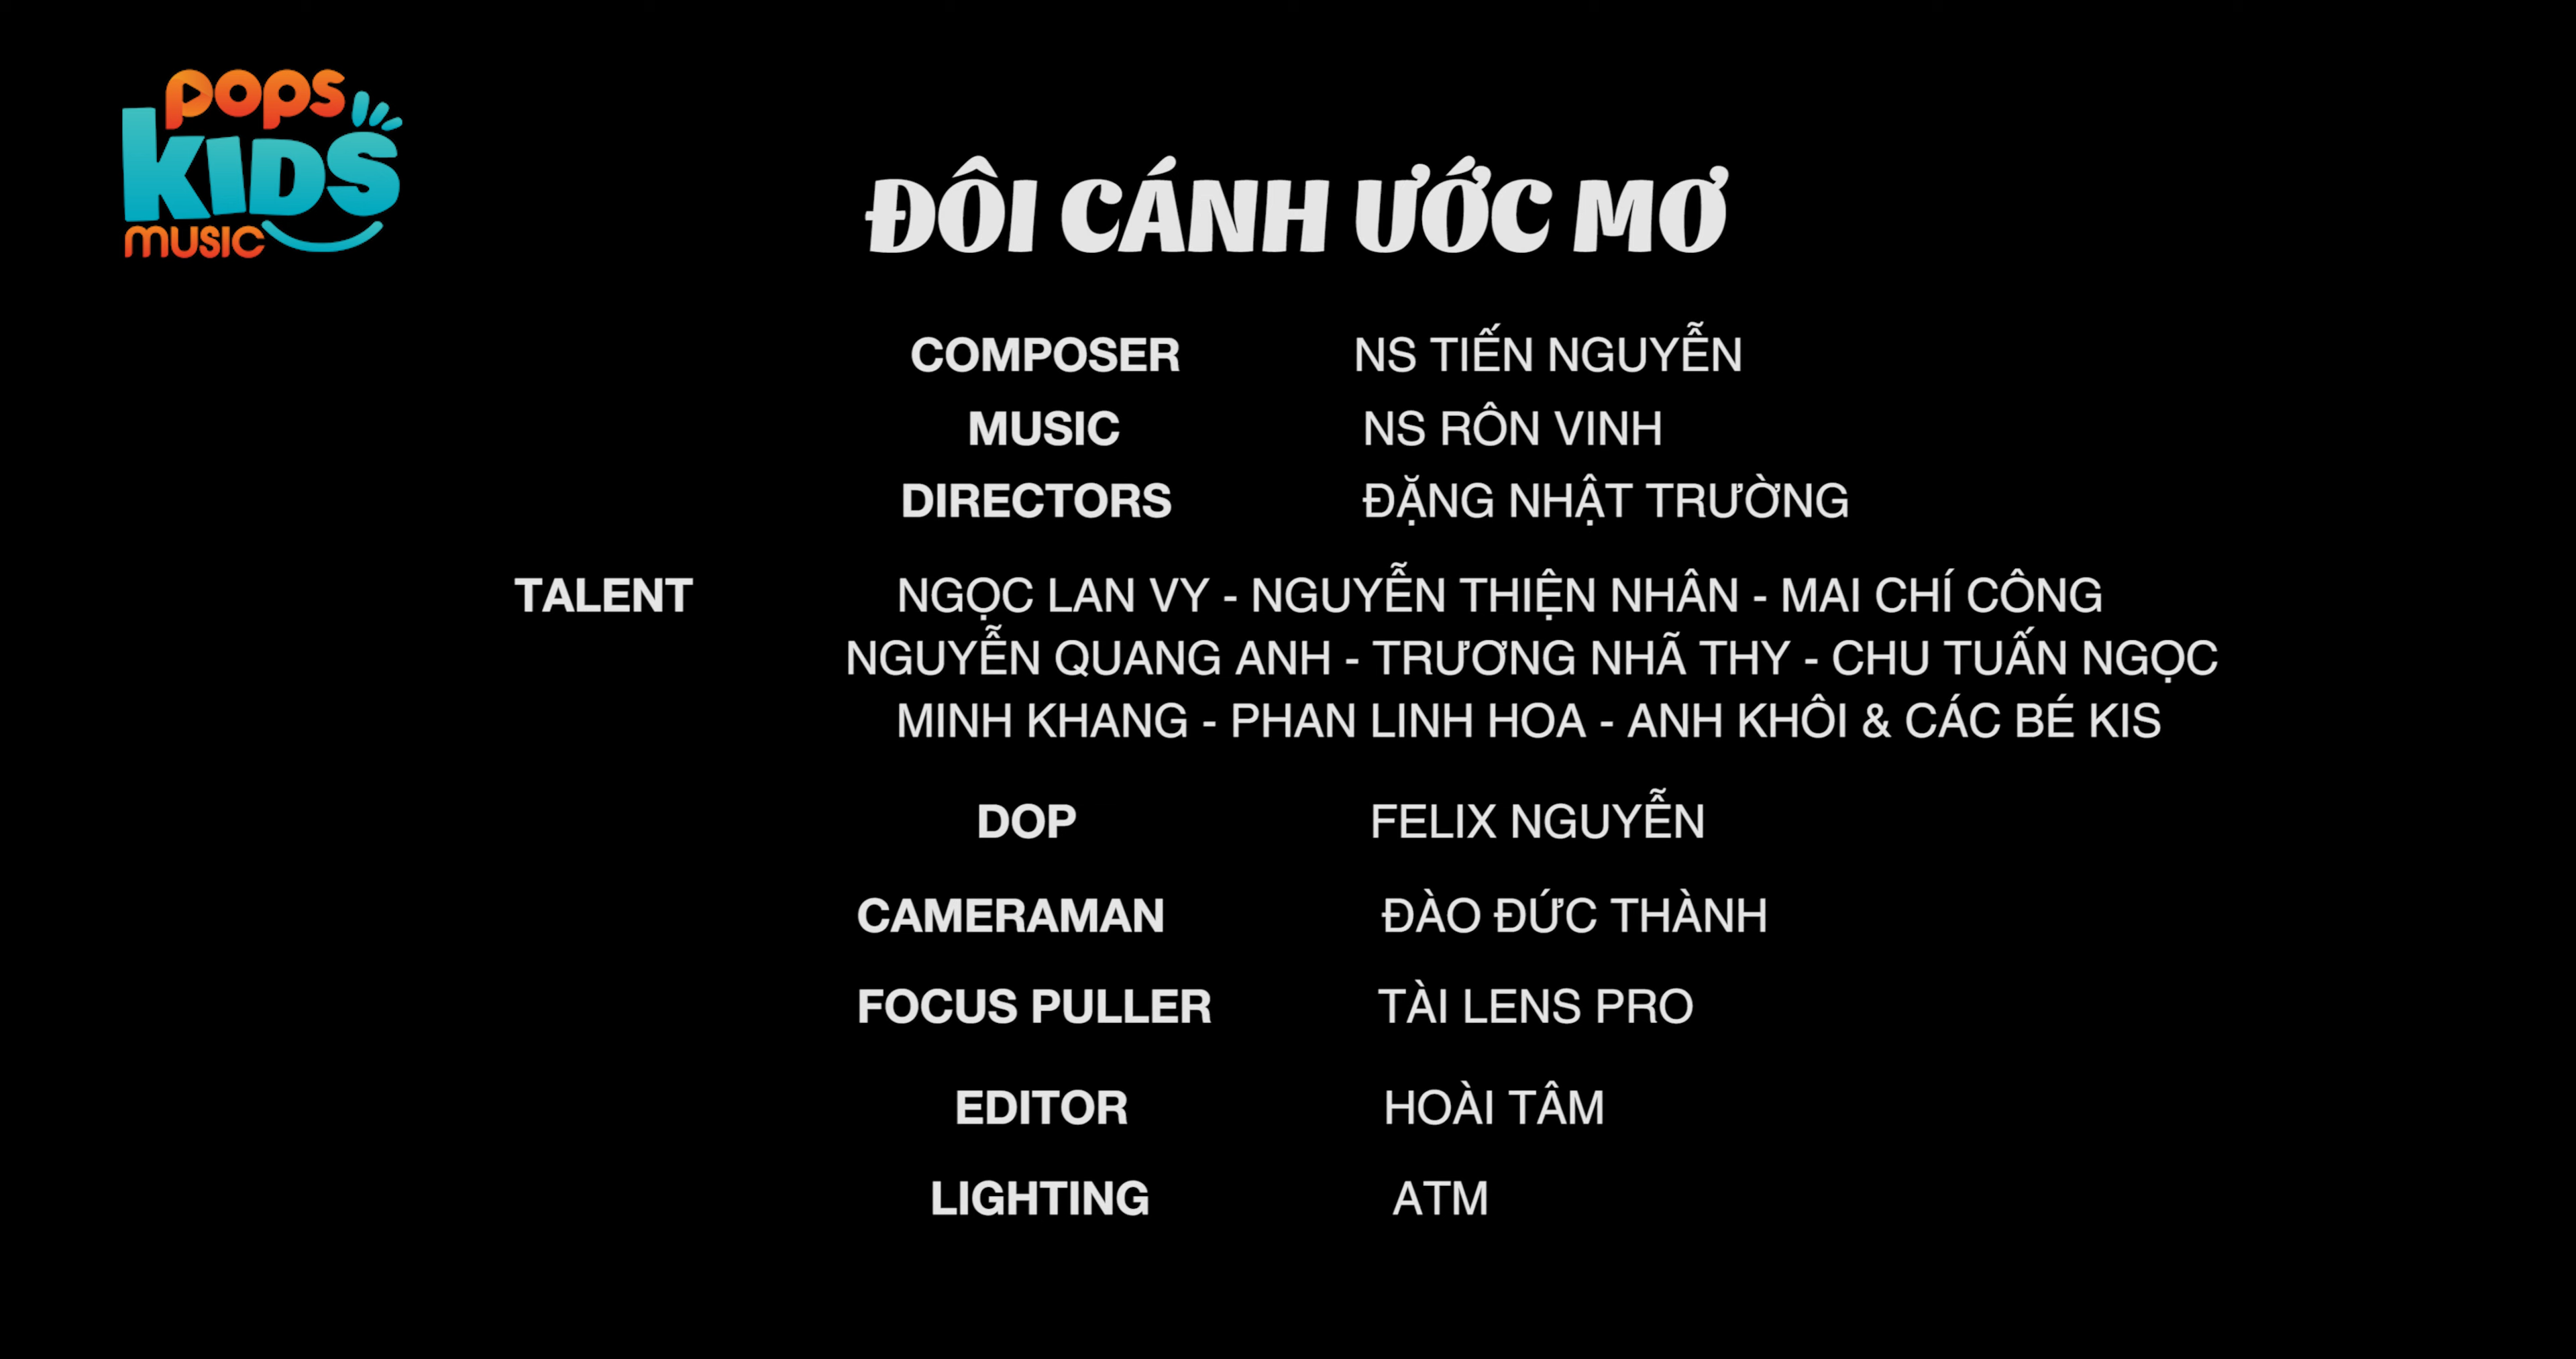 pops
KIDS
MUSIC
ĐÔI CÁNH ƯỚC MƠ
COMPOSER NS TIẾN NGUYỄN
MUSIC NS RÔN VINH
DIRECTORS ĐẶNG NHẬT TRƯỜNG
TALENT NGỌC LAN VY - NGUYỄN THIỆN NHÂN - MAI CHÍ CÔNG
NGUYỄN QUANG ANH - TRƯƠNG NHÃ THY - CHU TUẤN NGỌC
MINH KHANG - PHAN LINH HOA - ANH KHÔI & CÁC BÉ KIS
DOP FELIX NGUYỄN
CAMERAMAN ĐÀO ĐỨC THÀNH
FOCUS PULLER TÀI LENS PRO
EDITOR HOÀI TÂM
LIGHTING ATM